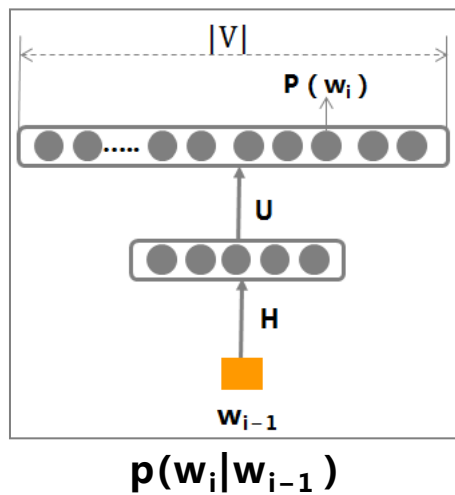 |V|
P ( wᵢ)
.....
U
H
wᵢ₋₁
p(wᵢ|wᵢ₋₁)